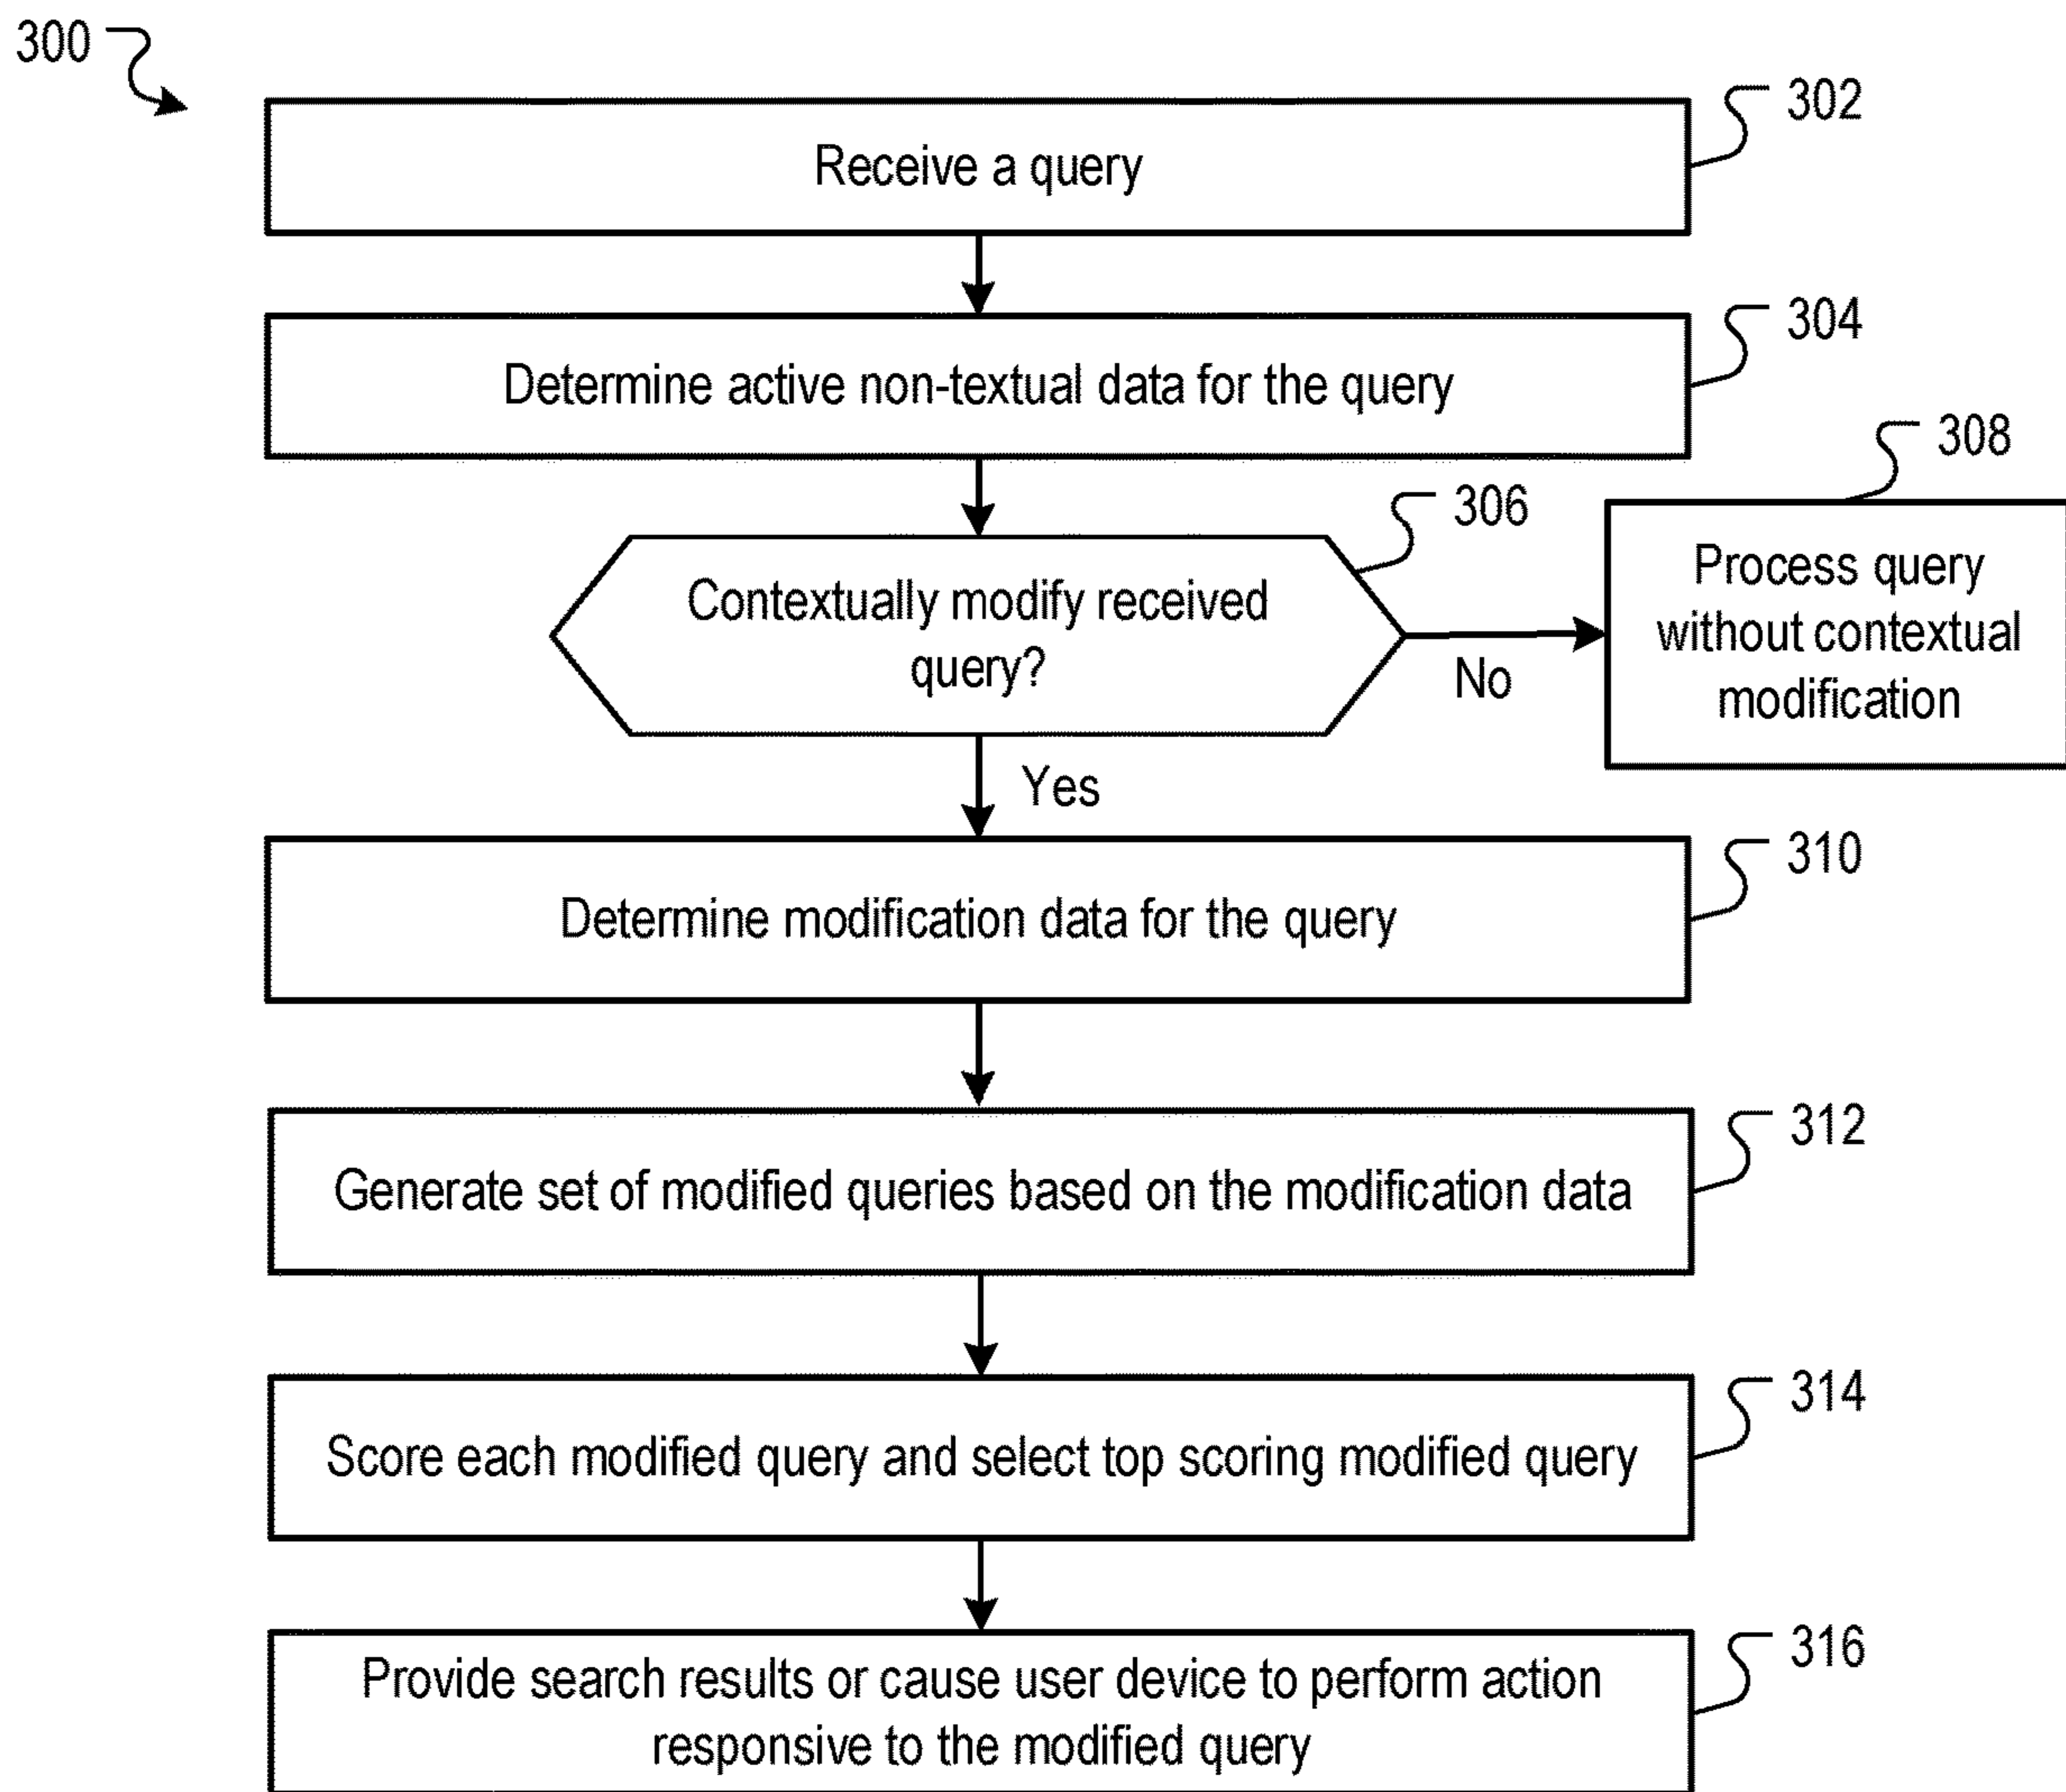 300
302
Receive a query
304
Determine active non-textual data for the query
308
306
Process query
without contextual
modification
Contextually modify received
query?
No
Yes
310
Determine modification data for the query
312
Generate set of modified queries based on the modification data
314
Score each modified query and select top scoring modified query
316
Provide search results or cause user device to perform action
responsive to the modified query